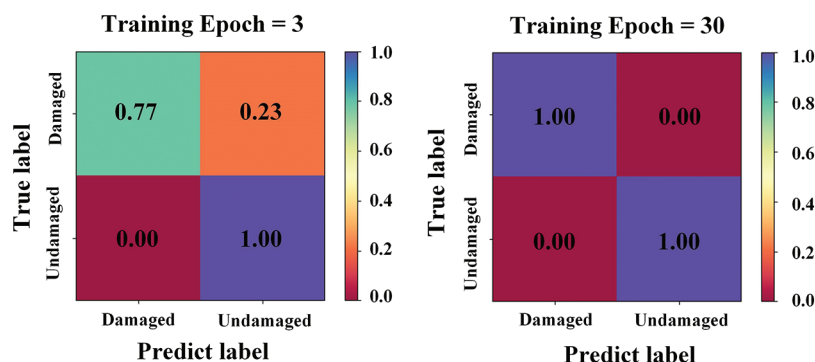 Training Epoch = 3
Training Epoch = 30
True label
Damaged
Undamaged
0.77 0.23
0.00 1.00
Damaged Undamaged
Predict label
1.0
0.8
0.6
0.4
0.2
0.0
True label
Damaged
Undamaged
1.00 0.00
0.00 1.00
Damaged Undamaged
Predict label
1.0
0.8
0.6
0.4
0.2
0.0